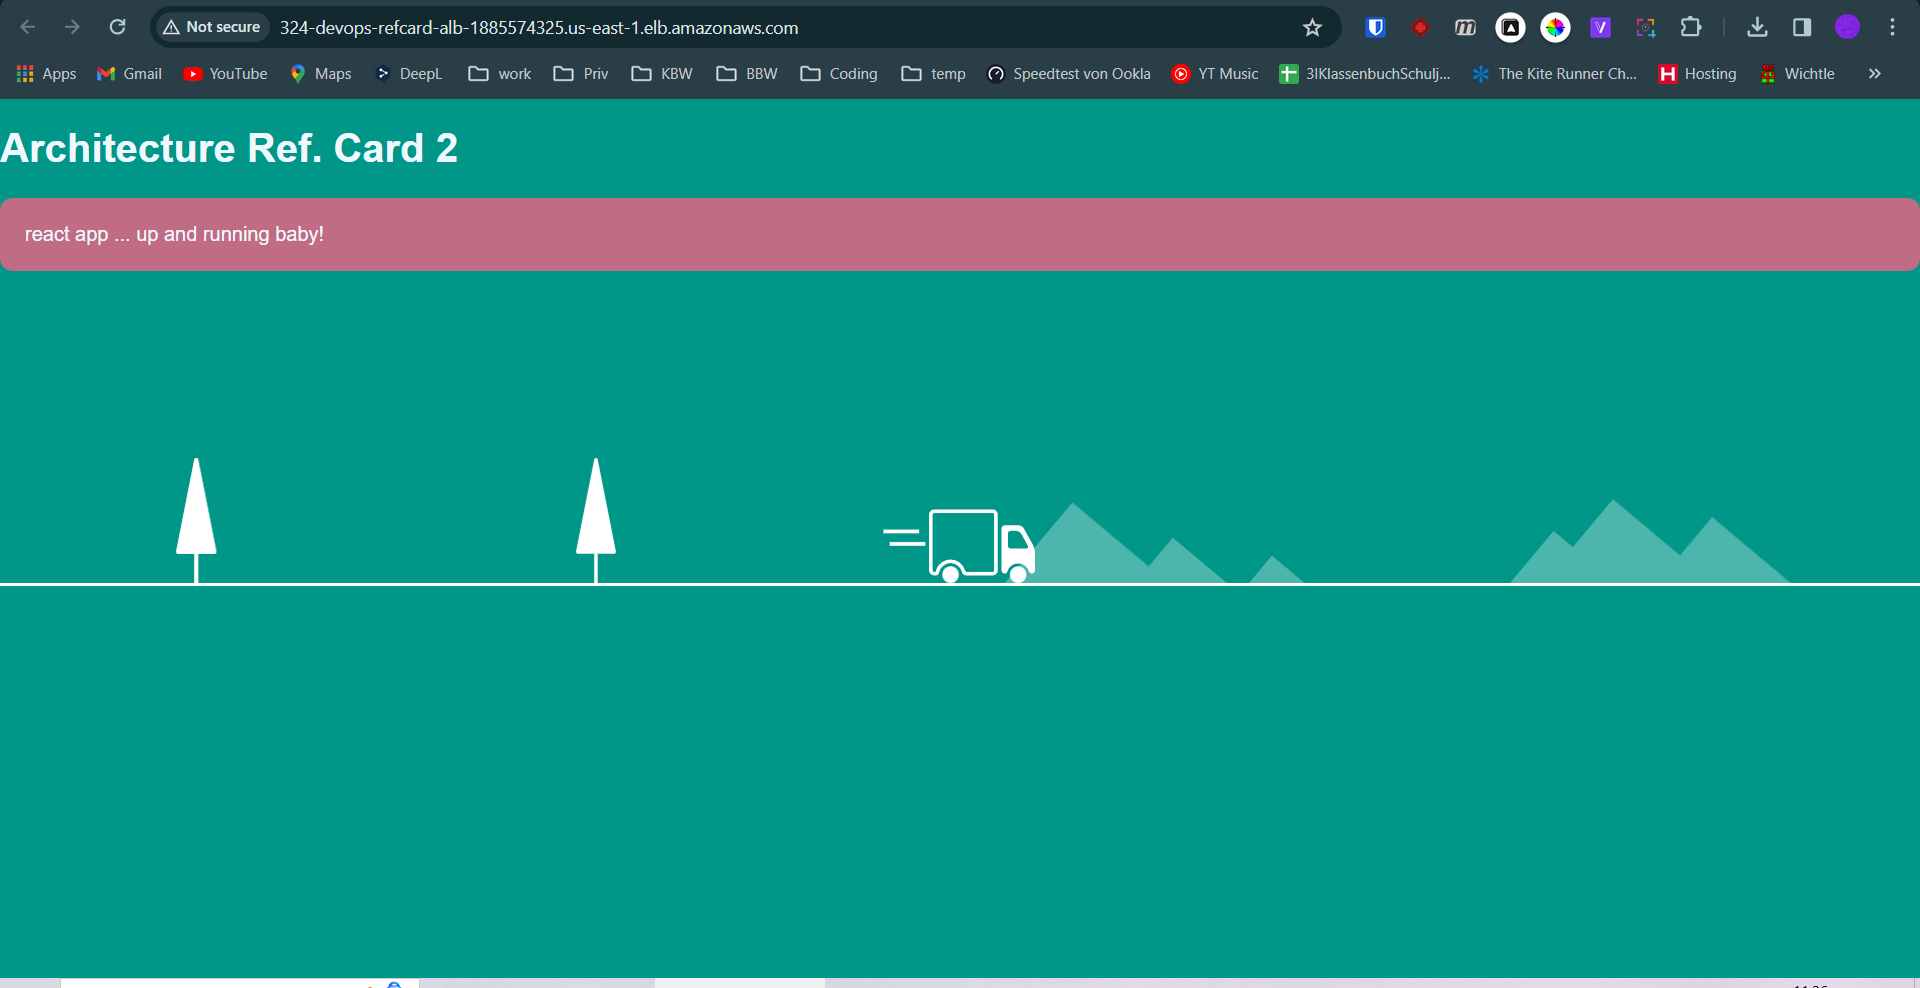 Not secure 324-devops-refcard-alb-1885574325.us-east-1.elb.amazonaws.com
Apps Gmail YouTube Maps DeepL work Priv KBW BBW Coding temp Speedtest von Ookla YT Music 3IKlassenbuchSchulj... The Kite Runner Ch... Hosting Wichtle
Architecture Ref. Card 2
react app ... up and running baby!